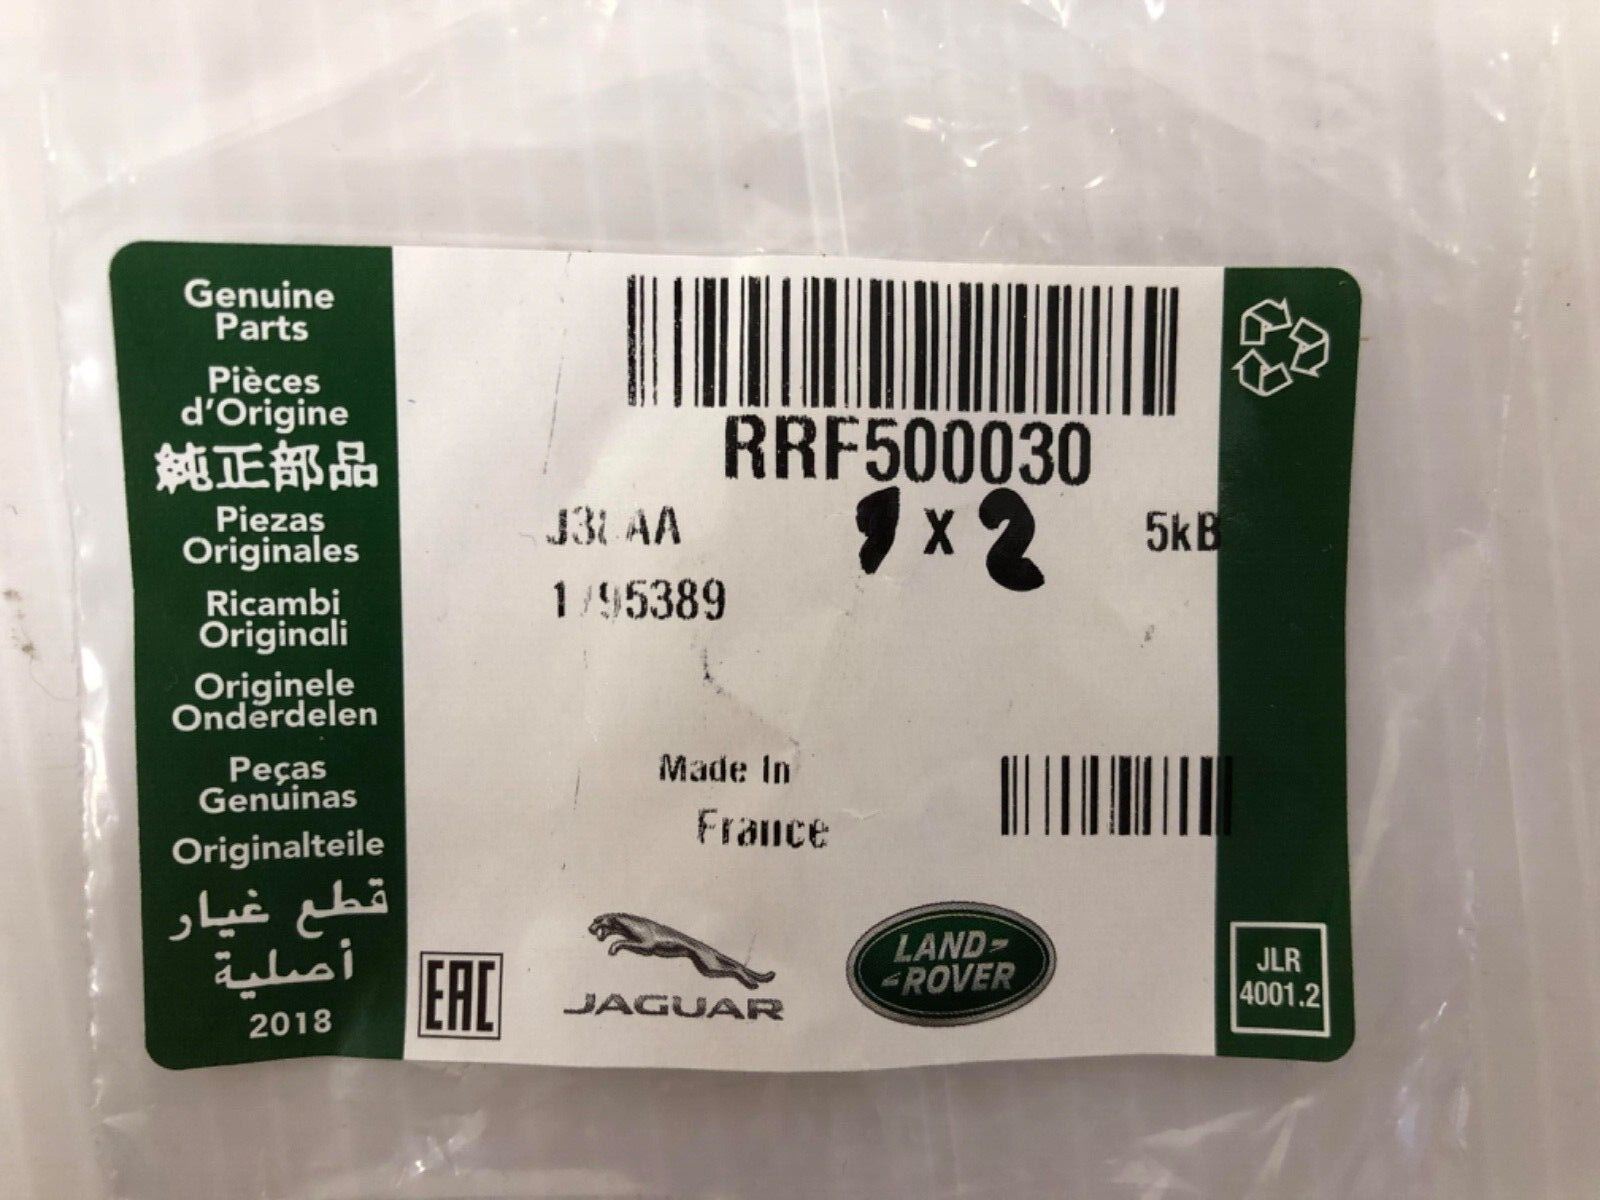 Genuine
Parts
Pièces
d'Origine
純正部品
Piezas
Originales
Ricambi
Originali
Originele
Onderdelen
Peças
Genuinas
Originalteile
قطع غيار
أصلية
2018
RRF500030
X 2
5kB
Made In
France
EAC
JAGUAR
LAND-
-ROVER
JLR
4001.2